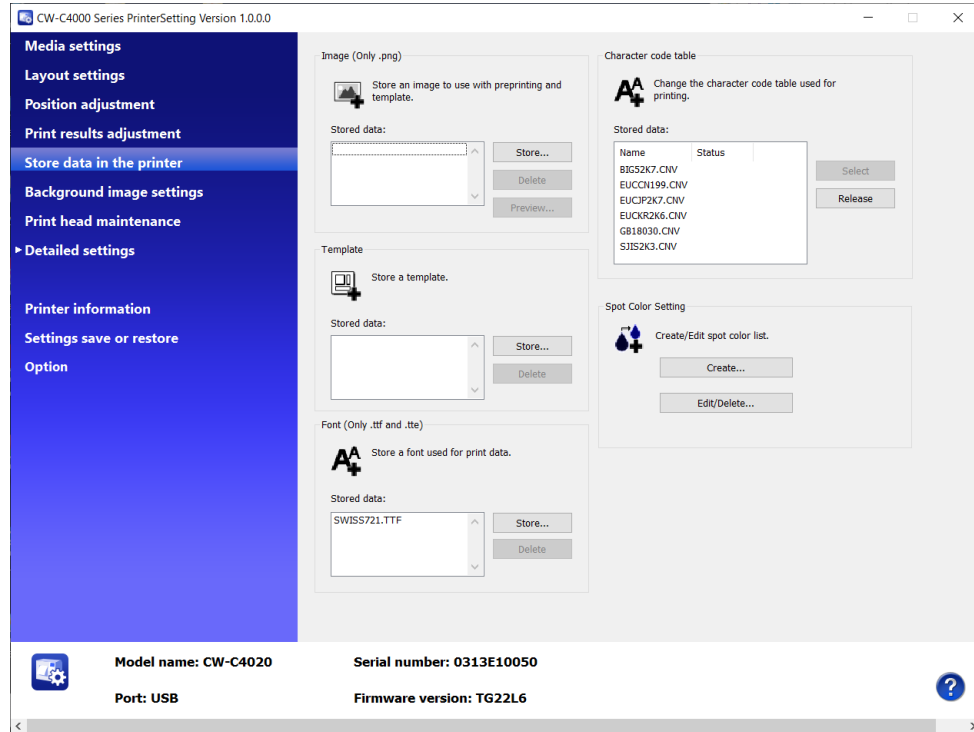 CW-C4000 Series PrinterSetting Version 1.0.0.0
Media settings
Layout settings
Position adjustment
Print results adjustment
Store data in the printer
Background image settings
Print head maintenance
Detailed settings
Printer information
Settings save or restore
Option
Image (Only .png)
Store an image to use with preprinting and
template.
Stored data:
Store...
Delete
Preview...
Template
Store a template.
Stored data:
Store...
Delete
Font (Only .ttf and .tte)
Store a font used for print data.
Stored data:
SWISS721.TTF
Store...
Delete
Character code table
Change the character code table used for
printing.
Stored data:
Name Status
BIG52K7.CNV
EUCCN199.CNV
EUCJP2K7.CNV
EUCKR2K6.CNV
GB18030.CNV
SJIS2K3.CNV
Select
Release
Spot Color Setting
Create/Edit spot color list.
Create...
Edit/Delete...
Model name: CW-C4020 Serial number: 0313E10050
Port: USB Firmware version: TG22L6
?